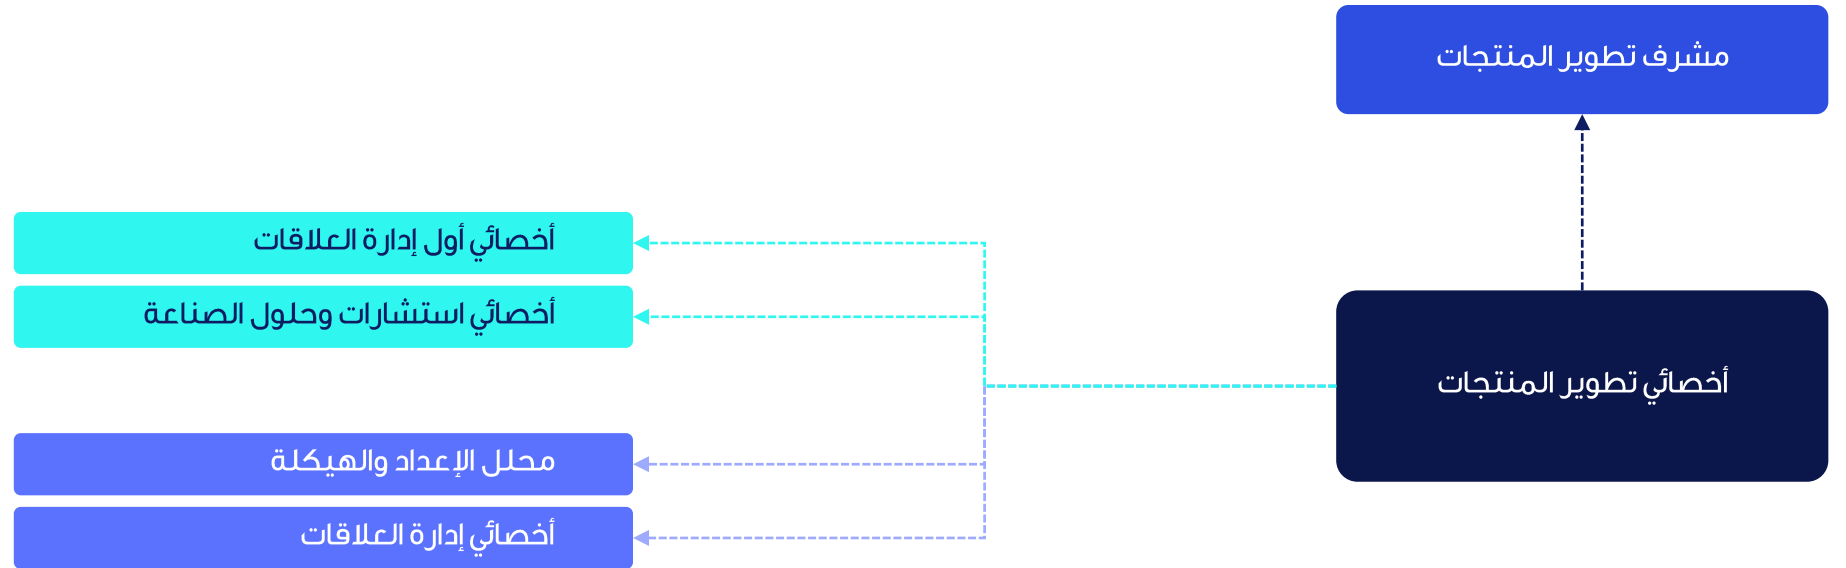 مشرف تطوير المنتجات
أخصائي أول إدارة العلاقات
أخصائي استشارات وحلول الصناعة
أخصائي تطوير المنتجات
محلل الإعداد والهيكلة
أخصائي إدارة العلاقات